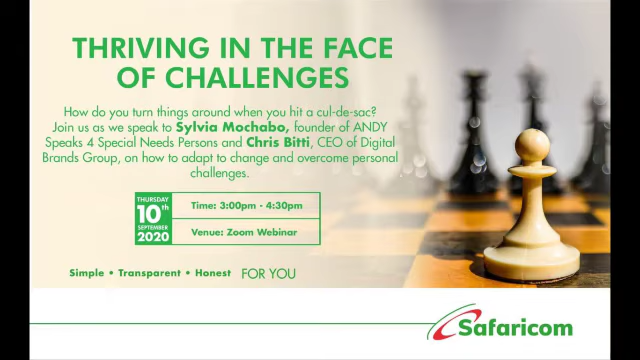 THRIVING IN THE FACE
OF CHALLENGES
How do you turn things around when you hit a cul-de-sac?
Join us as we speak to Sylvia Mochabo, founder of ANDY
Speaks 4 Special Needs Persons and Chris Bitti, CEO of Digital
Brands Group, on how to adapt to change and overcome personal
challenges.
THURSDAY
10th
SEPTEMBER
2020
Time: 3:00pm - 4:30pm
Venue: Zoom Webinar
Simple • Transparent • Honest FOR YOU
Safaricom